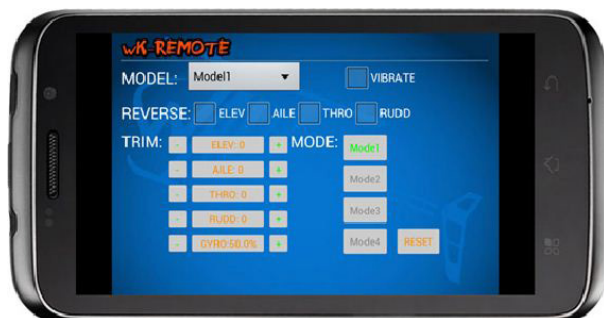 WK-REMOTE
MODEL: Model1 VIBRATE
REVERSE: ELEV AILE THRO RUDD
TRIM: - ELEV: 0 + MODE: Mode1
- AILE: 0 + Mode2
- THRO: 0 + Mode3
- RUDD: 0 +
- GYRO:50.0% + Mode4 RESET